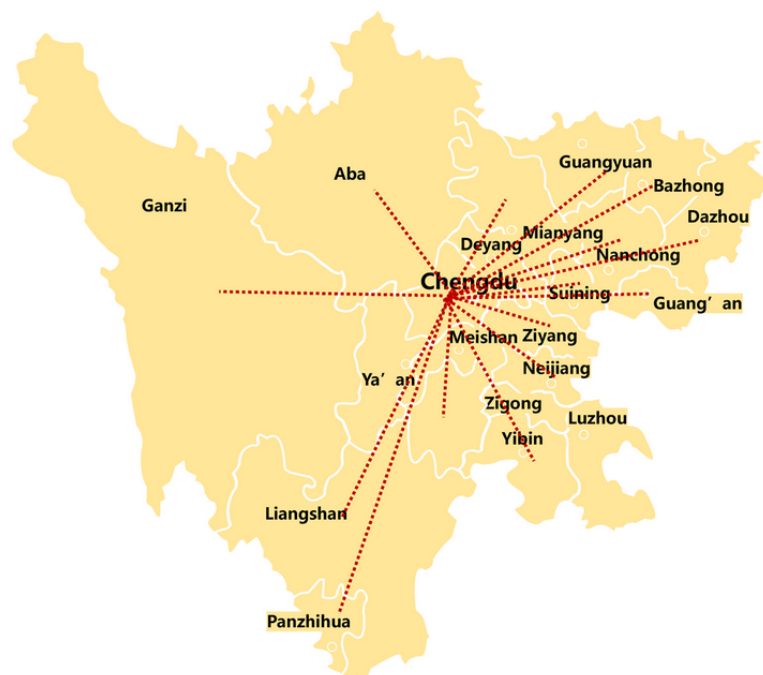 Guangyuan
Aba
Bazhong
Ganzi
Dazhou
Mianyang
Deyang
Nanchong
Chengdu
Suining
Guang’an
Meishan
Ziyang
Neijiang
Ya’an
Zigong
Luzhou
Yibin
Liangshan
Panzhihua